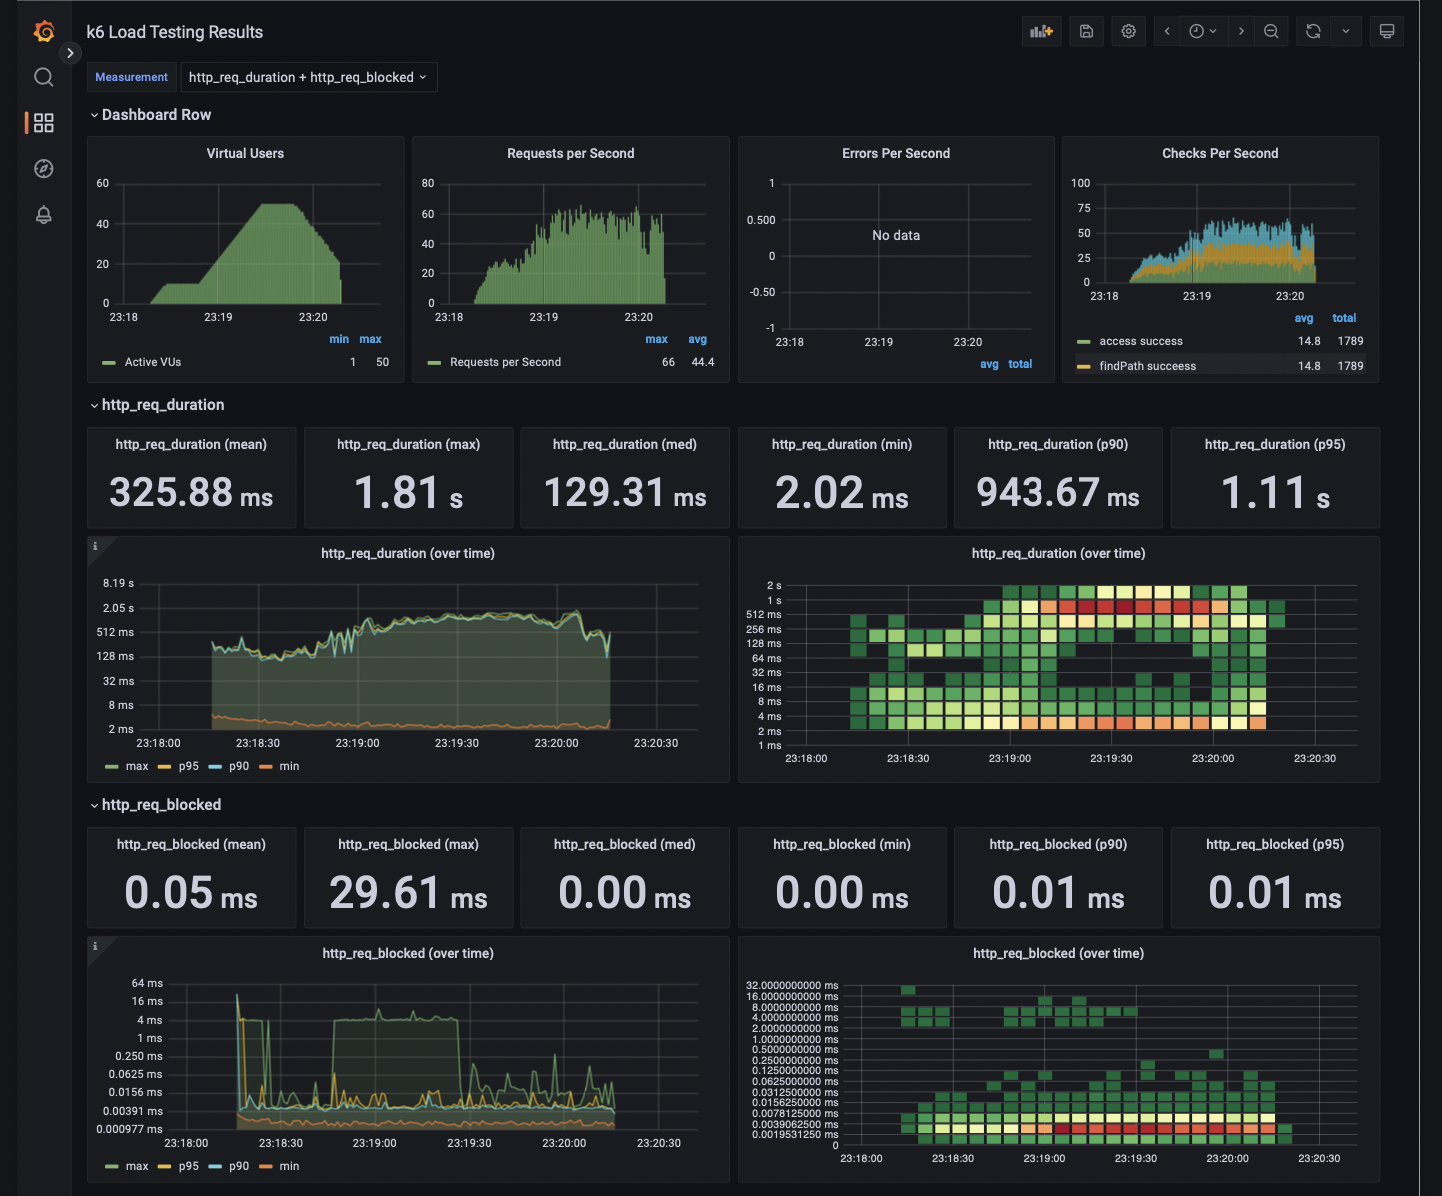 k6 Load Testing Results
Measurement
http_req_duration + http_req_blocked
Dashboard Row
Virtual Users
60
40
20
0
23:18 23:19 23:20
min max
Active VUs 1 50
Requests per Second
80
60
40
20
0
23:18 23:19 23:20
max avg
Requests per Second 66 44.4
Errors Per Second
1
0.500
0
-0.50
-1
No data
23:18 23:19 23:20
avg total
Checks Per Second
100
75
50
25
0
23:18 23:19 23:20
avg total
access success 14.8 1789
findPath succeess 14.8 1789
http_req_duration
http_req_duration (mean)
325.88 ms
http_req_duration (max)
1.81 s
http_req_duration (med)
129.31 ms
http_req_duration (min)
2.02 ms
http_req_duration (p90)
943.67 ms
http_req_duration (p95)
1.11 s
i
http_req_duration (over time)
8.19 s
2.05 s
512 ms
128 ms
32 ms
8 ms
2 ms
23:18:00 23:18:30 23:19:00 23:19:30 23:20:00 23:20:30
max p95 p90 min
http_req_duration (over time)
2 s
1 s
512 ms
256 ms
128 ms
64 ms
32 ms
16 ms
8 ms
4 ms
2 ms
1 ms
23:18:00 23:18:30 23:19:00 23:19:30 23:20:00 23:20:30
http_req_blocked
http_req_blocked (mean)
0.05 ms
http_req_blocked (max)
29.61 ms
http_req_blocked (med)
0.00 ms
http_req_blocked (min)
0.00 ms
http_req_blocked (p90)
0.01 ms
http_req_blocked (p95)
0.01 ms
i
http_req_blocked (over time)
64 ms
16 ms
4 ms
1 ms
0.250 ms
0.0625 ms
0.0156 ms
0.00391 ms
0.000977 ms
23:18:00 23:18:30 23:19:00 23:19:30 23:20:00 23:20:30
max p95 p90 min
http_req_blocked (over time)
32.0000000000 ms
16.0000000000 ms
8.0000000000 ms
4.0000000000 ms
2.0000000000 ms
1.0000000000 ms
0.5000000000 ms
0.2500000000 ms
0.1250000000 ms
0.0625000000 ms
0.0312500000 ms
0.0156250000 ms
0.0078125000 ms
0.0039062500 ms
0.0019531250 ms
0
23:18:00 23:18:30 23:19:00 23:19:30 23:20:00 23:20:30